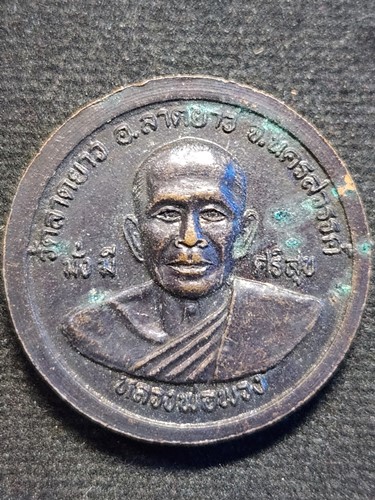 วัดลาดยาว อ.ลาดยาว จ.นครสวรรค์
มั่ง มี
ศรีสุข
หลวงพ่อพรง